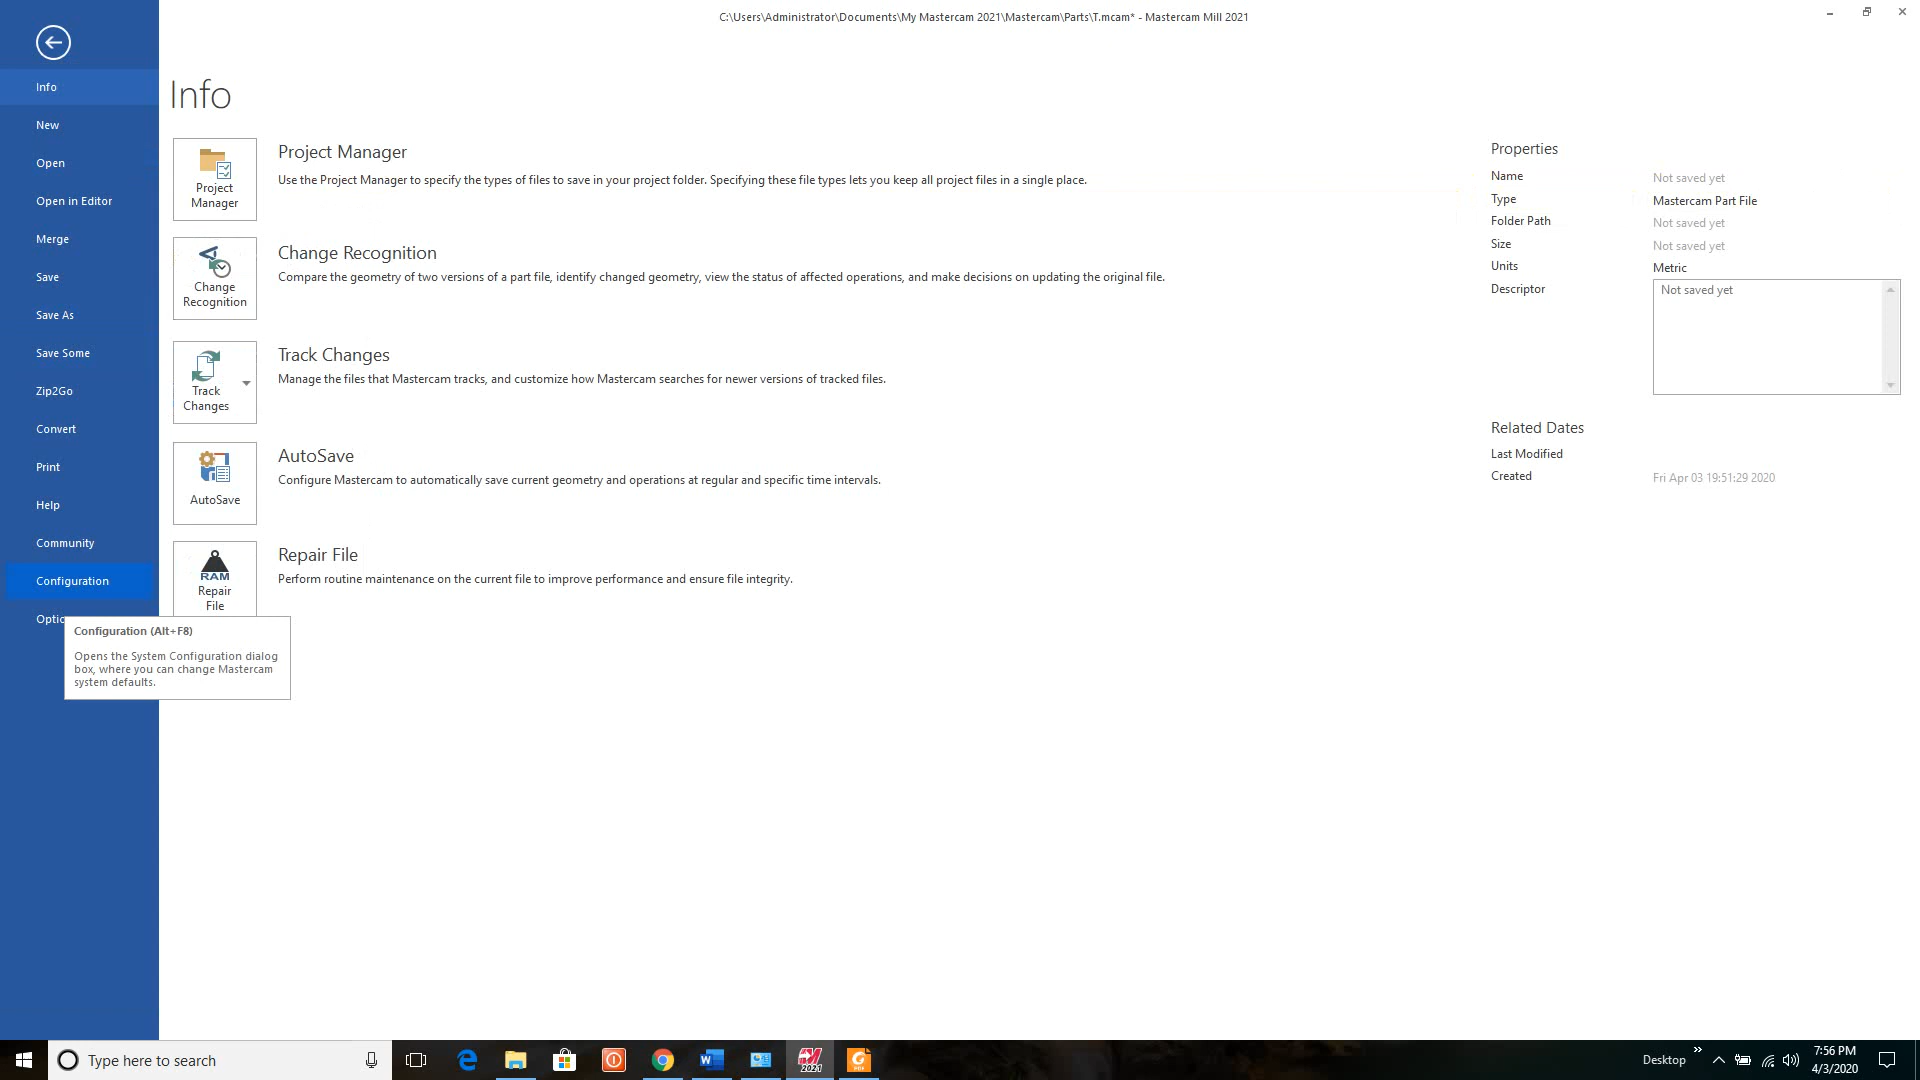 C:\Users\Administrator\Documents\My Mastercam 2021\Mastercam\Parts\T.mcam* - Mastercam Mill 2021
Info
New
Open
Open in Editor
Merge
Save
Save As
Save Some
Zip2Go
Convert
Print
Help
Community
Configuration
Optio
Configuration (Alt+F8)
Opens the System Configuration dialog
box, where you can change Mastercam
system defaults.
Info
Project
Manager
Project Manager
Use the Project Manager to specify the types of files to save in your project folder. Specifying these file types lets you keep all project files in a single place.
Change
Recognition
Change Recognition
Compare the geometry of two versions of a part file, identify changed geometry, view the status of affected operations, and make decisions on updating the original file.
Track
Changes
Track Changes
Manage the files that Mastercam tracks, and customize how Mastercam searches for newer versions of tracked files.
AutoSave
AutoSave
Configure Mastercam to automatically save current geometry and operations at regular and specific time intervals.
RAM
Repair
File
Repair File
Perform routine maintenance on the current file to improve performance and ensure file integrity.
Properties
Name Not saved yet
Type Mastercam Part File
Folder Path Not saved yet
Size Not saved yet
Units Metric
Descriptor Not saved yet
Related Dates
Last Modified
Created Fri Apr 03 19:51:29 2020
Type here to search
2021
Desktop
7:56 PM
4/3/2020